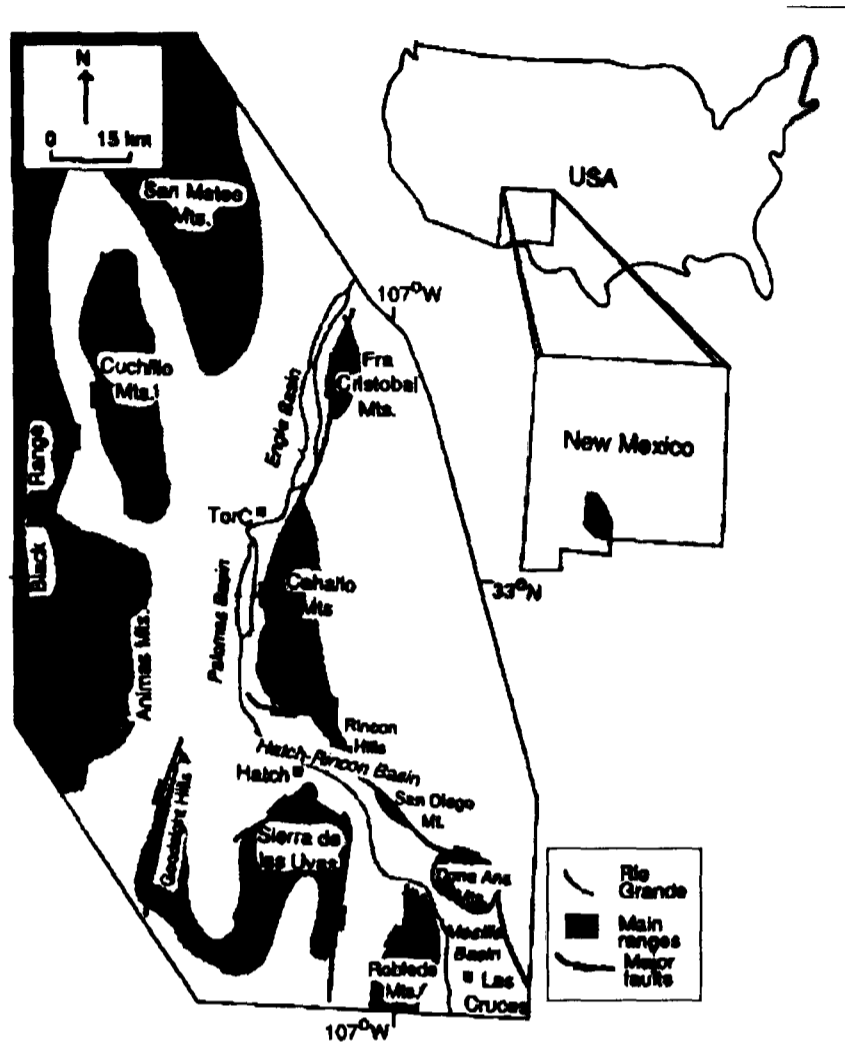 N
0 15 km
San Mateo
Mts.
USA
107°W
Cuchillo
Mts.
Fra
Cristobal
Mts.
Engle Basin
New Mexico
Range
Black
TorC
Caballo
Mts
33°N
Palomas Basin
Animas Mts.
Rincon
Hills
Hatch-Rincon Basin
Hatch
San Diego
Mt.
Goodnight Hills
Sierra de
las Uvas
Dona Ana
Mts.
Rio
Grande
Main
ranges
Major
faults
Mesilla
Basin
Robledo
Mts.
Las
Cruces
107°W